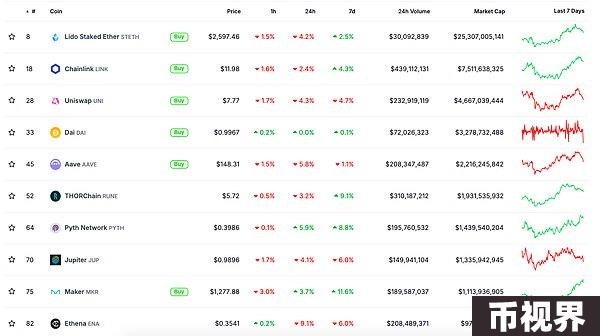 # Coin Price 1h 24h 7d 24h Volume Market Cap Last 7 Days
8 Lido Staked Ether STETH Buy $2,597.46 1.5% 4.2% 2.5% $30,092,839 $25,307,005,141
18 Chainlink LINK Buy $11.98 1.6% 2.4% 4.3% $439,112,131 $7,511,638,325
28 Uniswap UNI Buy $7.77 1.7% 4.3% 4.7% $232,919,119 $4,667,039,444
33 Dai DAI Buy $0.9967 0.2% 0.0% 0.1% $72,026,323 $3,278,732,488
45 Aave AAVE Buy $148.31 1.5% 5.8% 1.1% $208,347,487 $2,216,245,842
52 THORChain RUNE $5.72 0.5% 3.2% 9.1% $310,187,212 $1,931,535,932
64 Pyth Network PYTH $0.3986 0.1% 5.9% 8.8% $195,760,532 $1,439,540,204
70 Jupiter JUP $0.9896 1.7% 4.1% 6.0% $149,941,104 $1,335,942,945
75 Maker MKR Buy $1,277.88 3.0% 3.7% 11.6% $189,587,037 $1,113,936,905
82 Ethena ENA $0.3541 0.2% 9.1% 6.0% $208,489,371
币视界